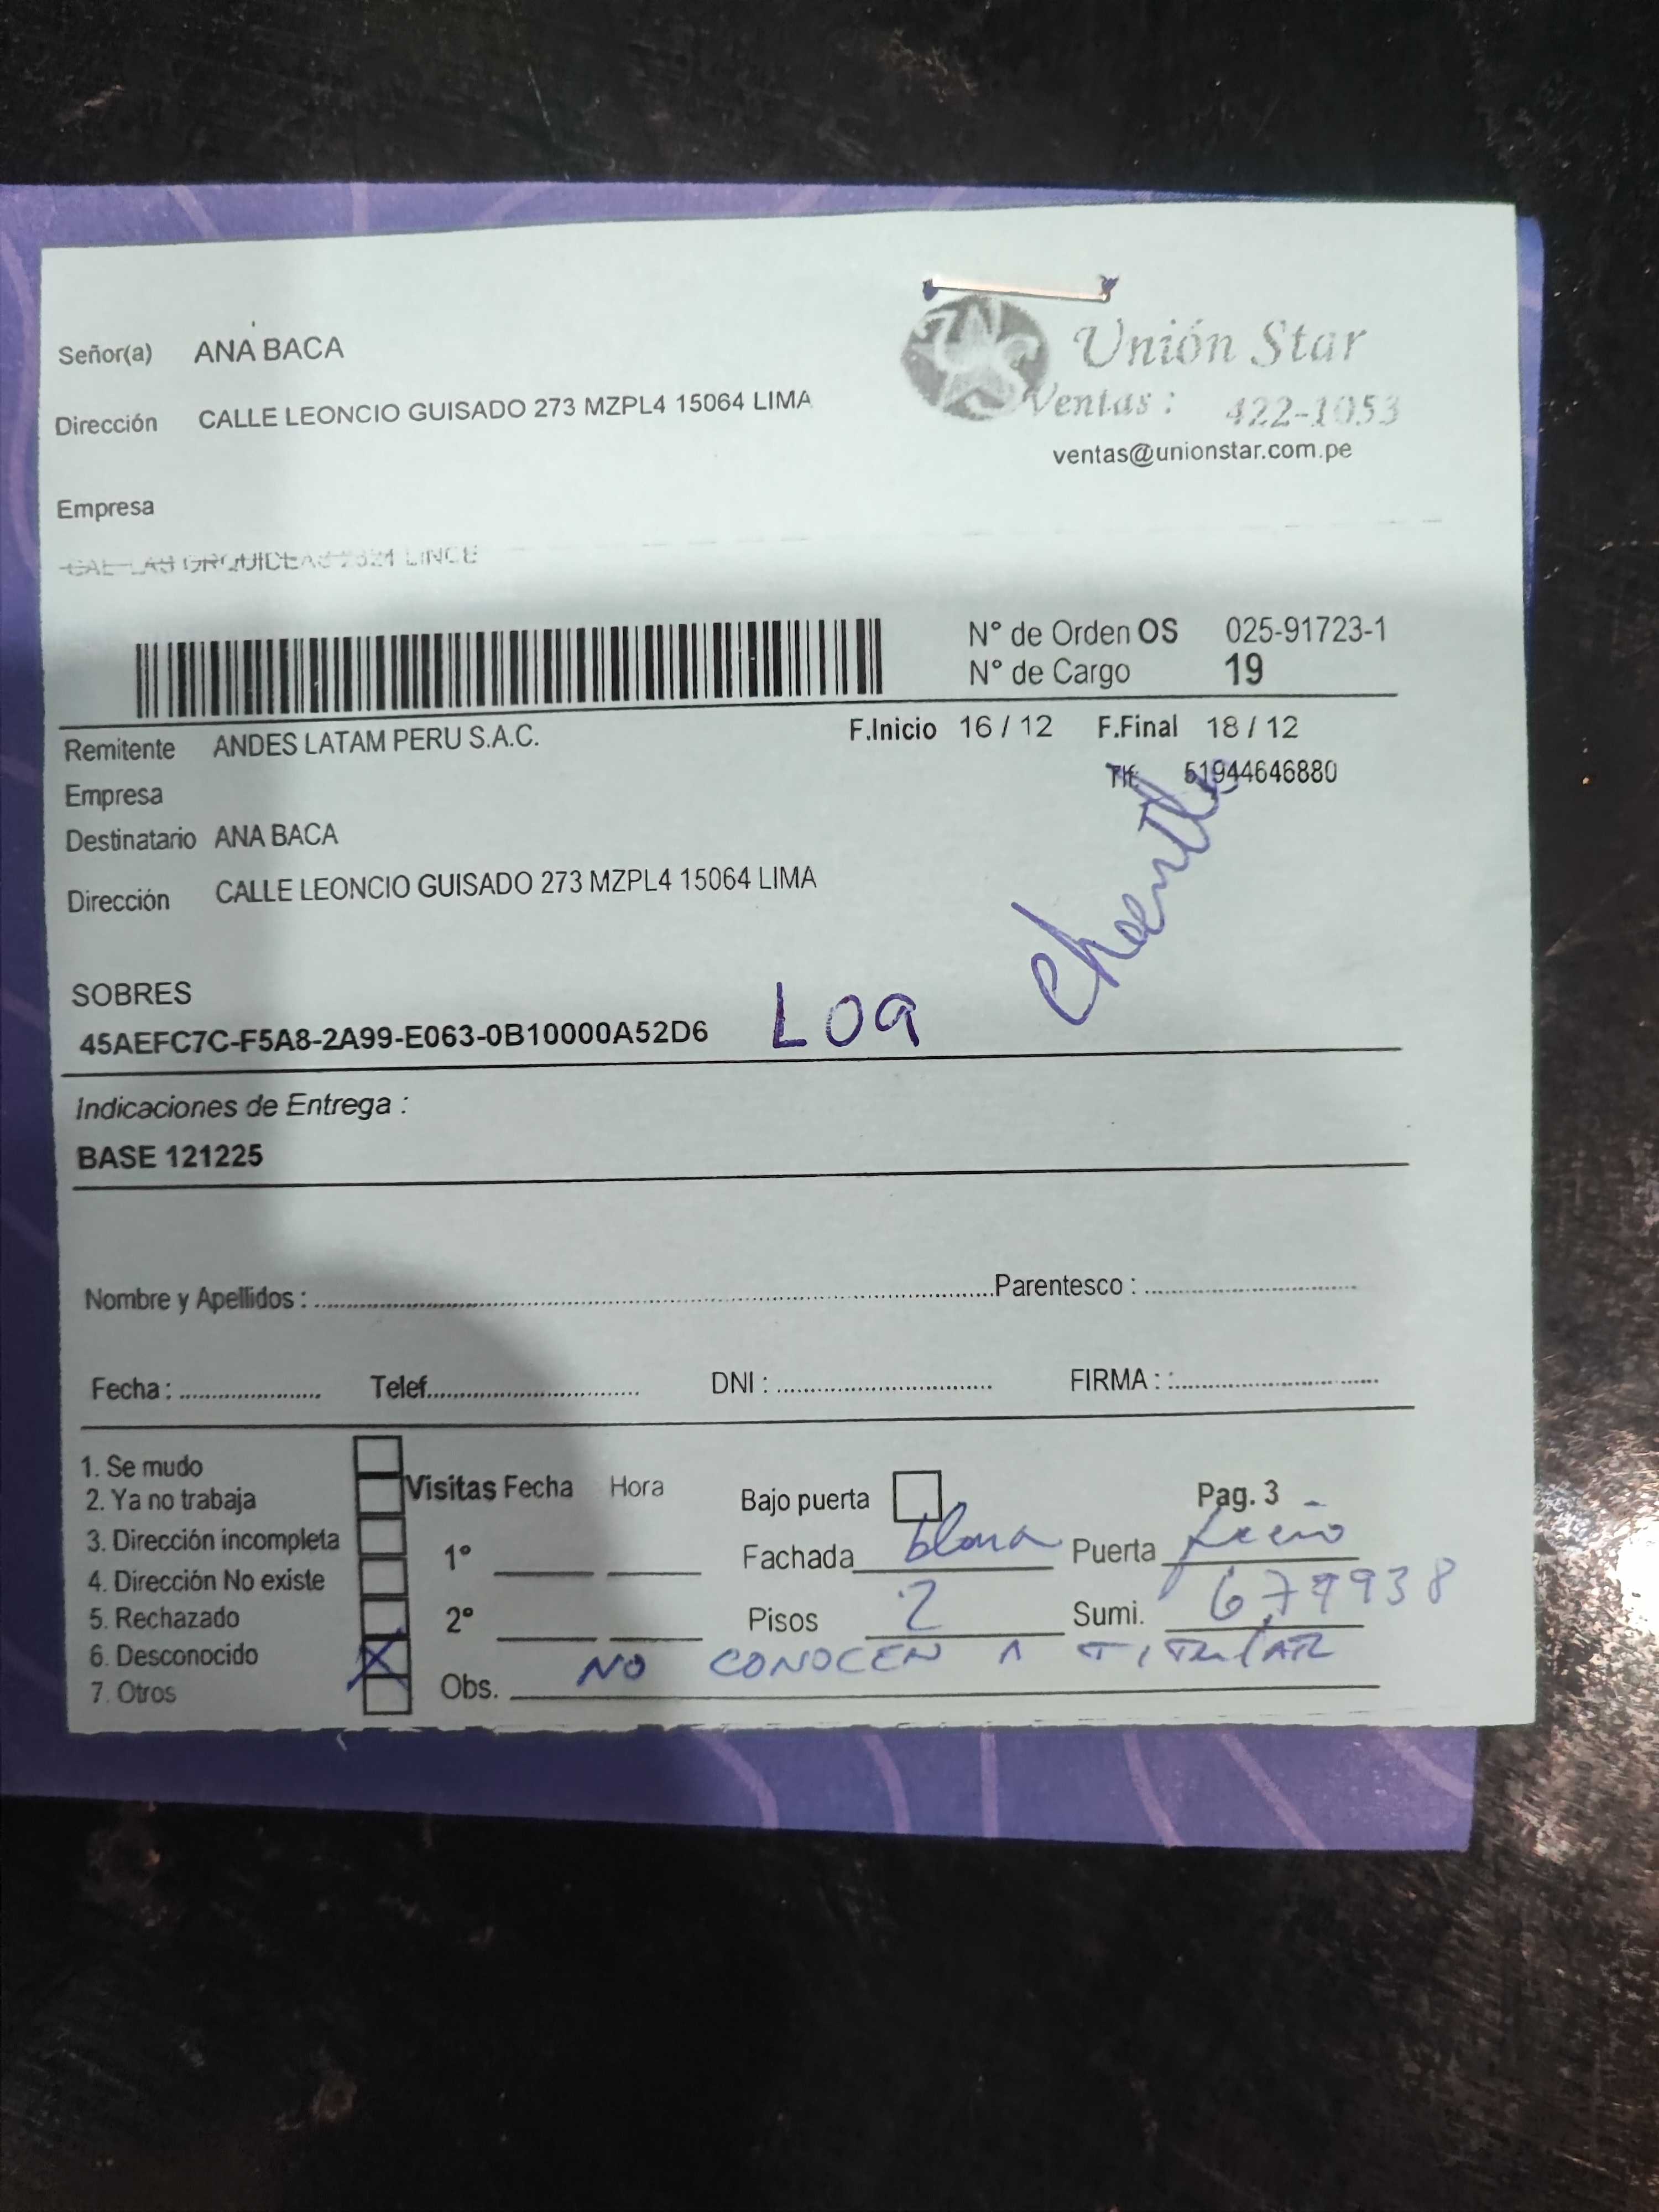 Señor(a) ANA BACA
Unión Star
Dirección CALLE LEONCIO GUISADO 273 MZPL4 15064 LIMA
Ventas : 422-1053
ventas@unionstar.com.pe
Empresa
CAL LAS ORQUIDEAS 2324 LINCE
N° de Orden OS 025-91723-1
N° de Cargo 19
Remitente ANDES LATAM PERU S.A.C. F.Inicio 16 / 12 F.Final 18 / 12
Tlf: 51944646880
Empresa
Destinatario ANA BACA
Dirección CALLE LEONCIO GUISADO 273 MZPL4 15064 LIMA
SOBRES
45AEFC7C-F5A8-2A99-E063-0B10000A52D6
Indicaciones de Entrega :
BASE 121225
Nombre y Apellidos : Parentesco :
Fecha : Telef. DNI : FIRMA : :
1. Se mudo
2. Ya no trabaja Visitas Fecha Hora Bajo puerta Pag. 3
3. Dirección incompleta 1° Fachada Puerta
4. Dirección No existe
5. Rechazado 2° Pisos 2 Sumi.
6. Desconocido X NO CONOCEN A TITULAR
7. Otros Obs.